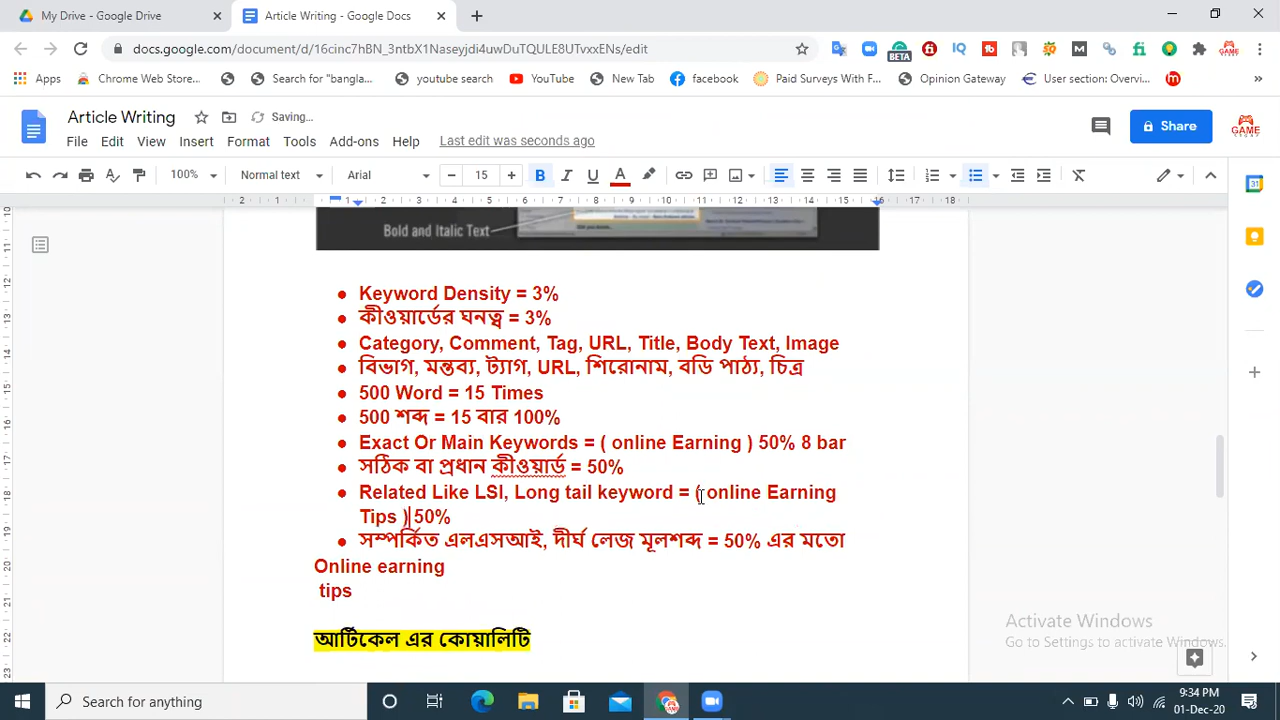 My Drive - Google Drive
Article Writing - Google Docs
docs.google.com/document/d/16cinc7hBN_3ntbX1Naseyjdi4uwDuTQULE8UTvxxENs/edit
Apps Chrome Web Store... Search for "bangla... youtube search YouTube New Tab facebook Paid Surveys With F... Opinion Gateway User section: Overvi...
Article Writing Saving...
File Edit View Insert Format Tools Add-ons Help Last edit was seconds ago
Share
100% Normal text Arial 15
Bold and Italic Text
Keyword Density = 3%
কীওয়ার্ডের ঘনত্ব = 3%
Category, Comment, Tag, URL, Title, Body Text, Image
বিভাগ, মন্তব্য, ট্যাগ, URL, শিরোনাম, বডি পাঠ্য, চিত্র
500 Word = 15 Times
500 শব্দ = 15 বার 100%
Exact Or Main Keywords = ( online Earning ) 50% 8 bar
সঠিক বা প্রধান কীওয়ার্ড = 50%
Related Like LSI, Long tail keyword = ( online Earning
Tips ) 50%
সম্পর্কিত এলএসআই, দীর্ঘ লেজ মূলশব্দ = 50% এর মতো
Online earning
tips
আর্টিকেল এর কোয়ালিটি
Activate Windows
Go to Settings to activate Windows.
Search for anything
9:34 PM
01-Dec-20